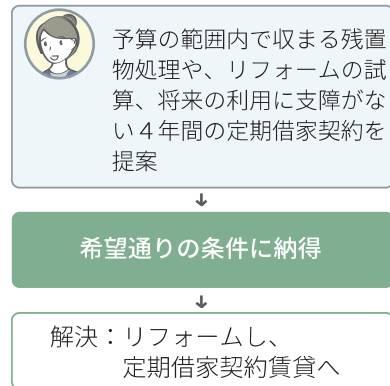 予算の範囲内で収まる残置
物処理や、リフォームの試
算、将来の利用に支障がな
い４年間の定期借家契約を
提案
↓
希望通りの条件に納得
↓
解決：リフォームし、
定期借家契約賃貸へ